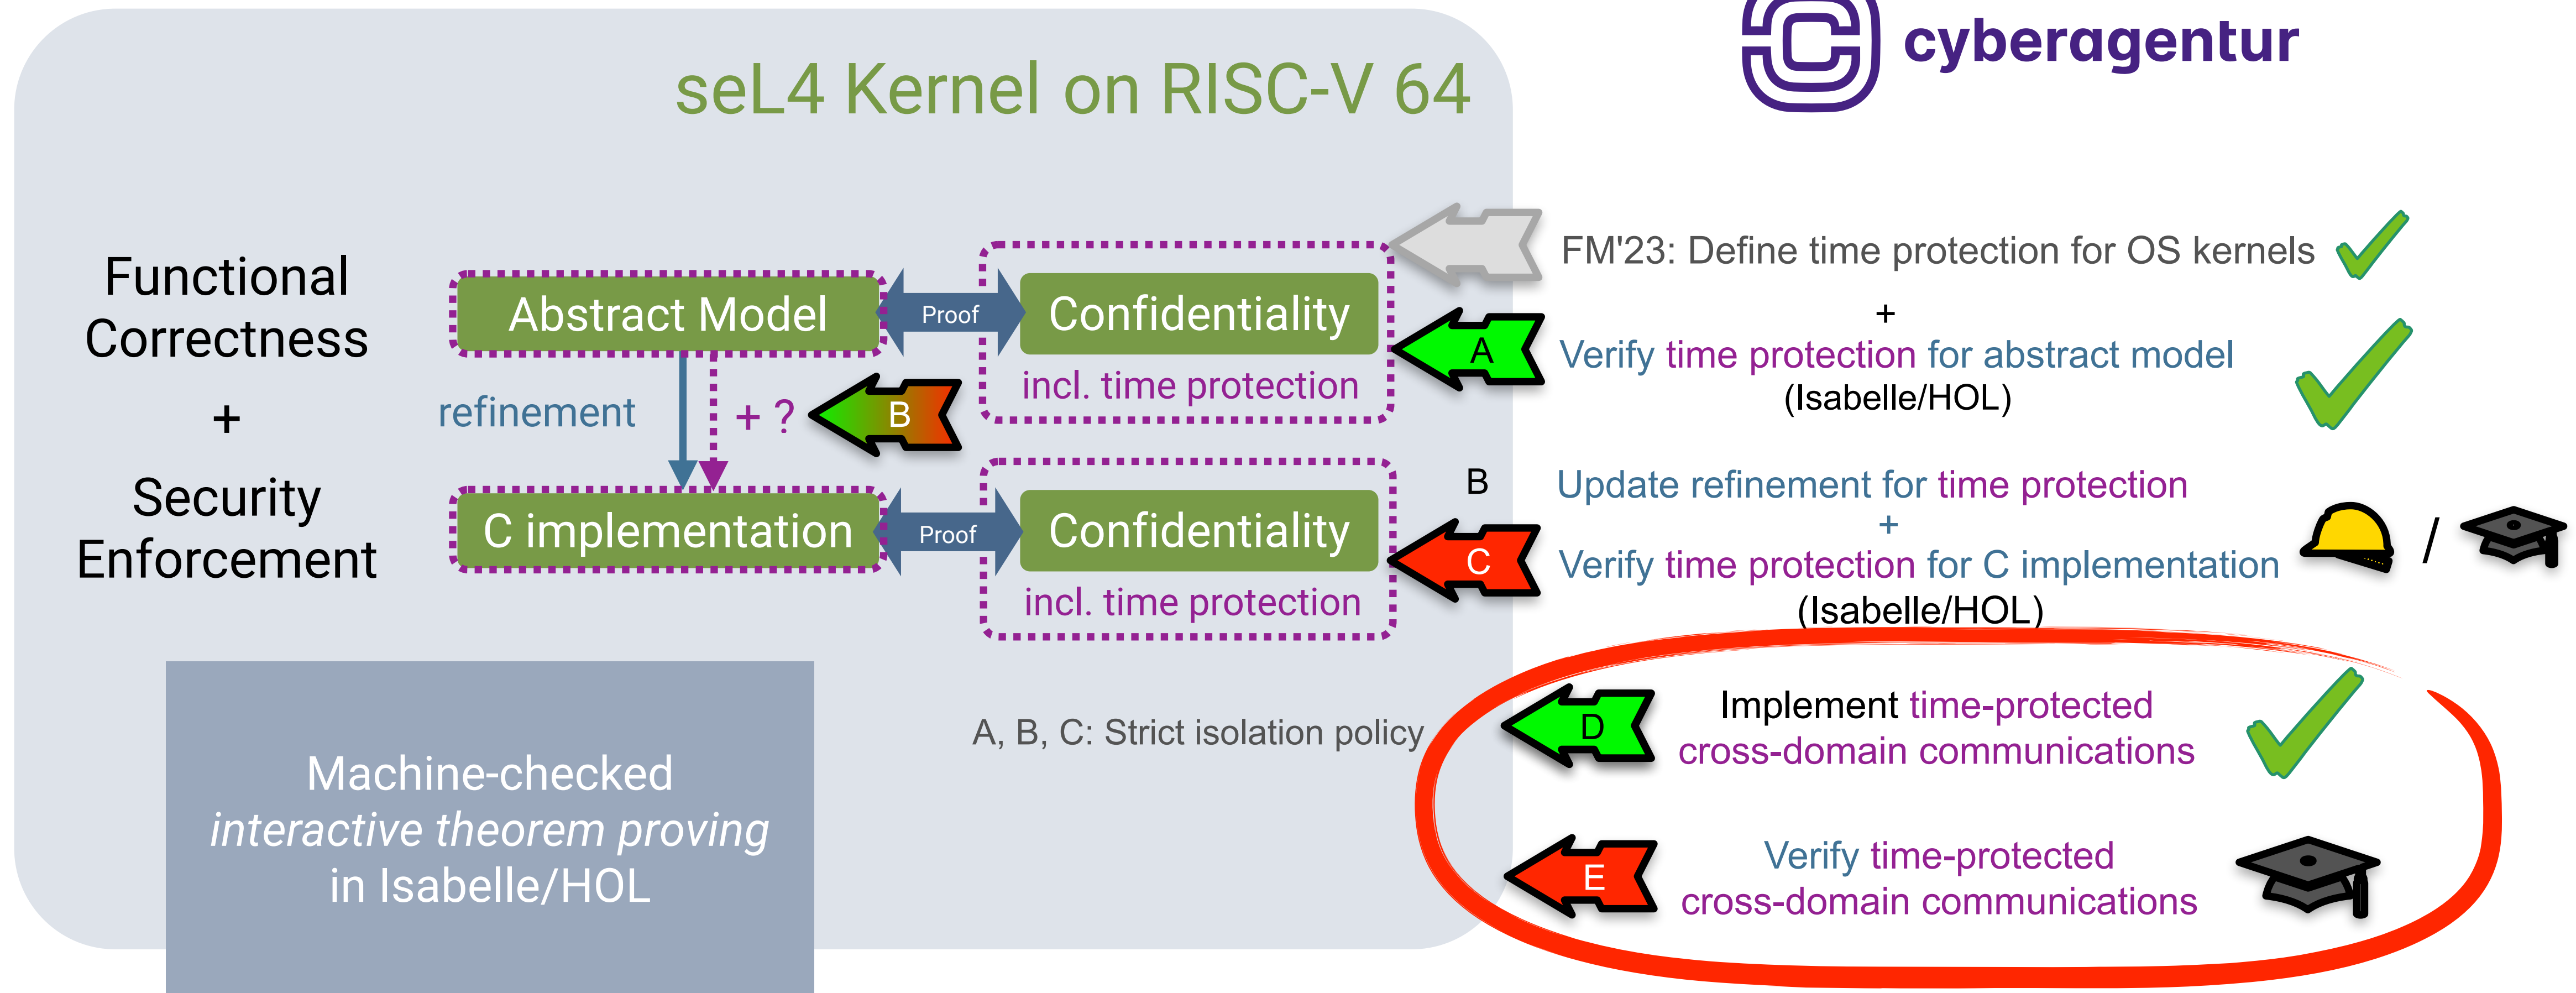 cyberagentur
seL4 Kernel on RISC-V 64
Functional
Correctness
+
Security
Enforcement
Abstract Model
Proof
Confidentiality
incl. time protection
refinement
+ ?
B
C implementation
Proof
Confidentiality
incl. time protection
Machine-checked
interactive theorem proving
in Isabelle/HOL
A, B, C: Strict isolation policy
FM'23: Define time protection for OS kernels
+
A
Verify time protection for abstract model
(Isabelle/HOL)
B
Update refinement for time protection
+
C
Verify time protection for C implementation
(Isabelle/HOL)
/
D
Implement time-protected
cross-domain communications
E
Verify time-protected
cross-domain communications